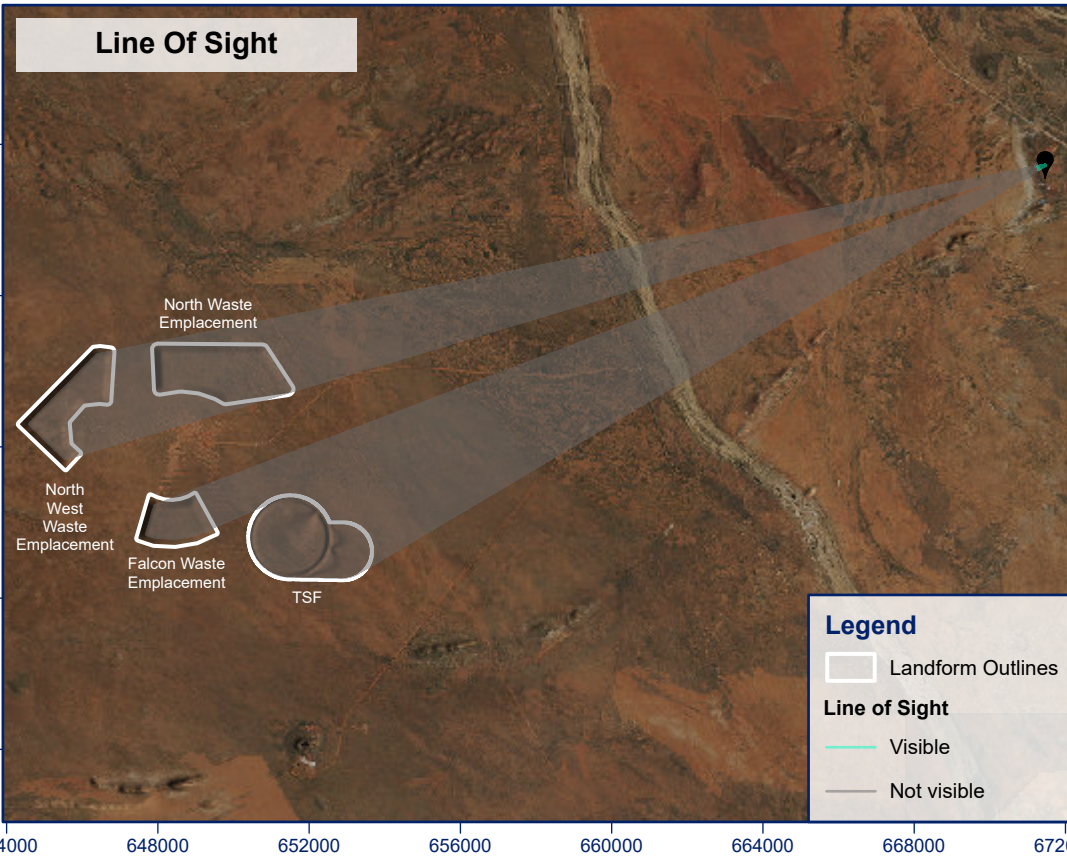 Line Of Sight
North Waste
Emplacement
North
West
Waste
Emplacement
Falcon Waste
Emplacement
TSF
Legend
Landform Outlines
Line of Sight
Visible
Not visible
648000
652000
656000
660000
664000
668000